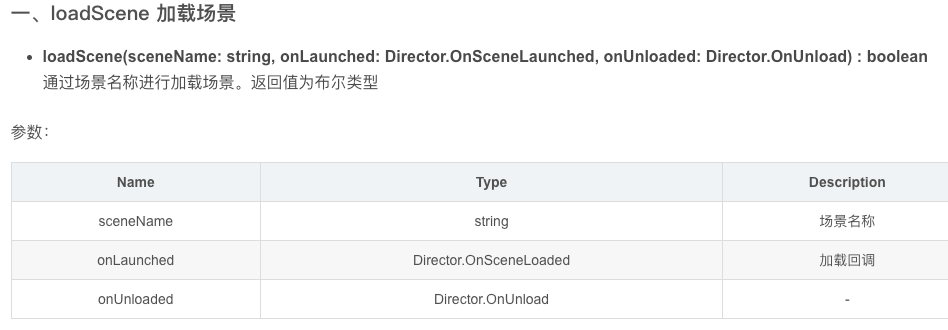 一、loadScene 加载场景
• loadScene(sceneName: string, onLaunched: Director.OnSceneLaunched, onUnloaded: Director.OnUnload) : boolean
通过场景名称进行加载场景。返回值为布尔类型
参数：
Name Type Description
sceneName string 场景名称
onLaunched Director.OnSceneLoaded 加载回调
onUnloaded Director.OnUnload -